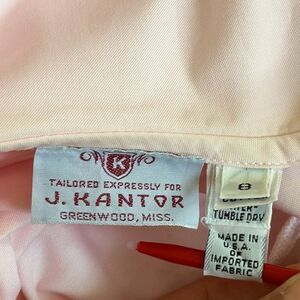 K
TAILORED EXPRESSLY FOR
J. KANTOR
GREENWOOD, MISS.
8
TUMBLE DRY
MADE IN
U.S.A.
OF
IMPORTED
FABRIC